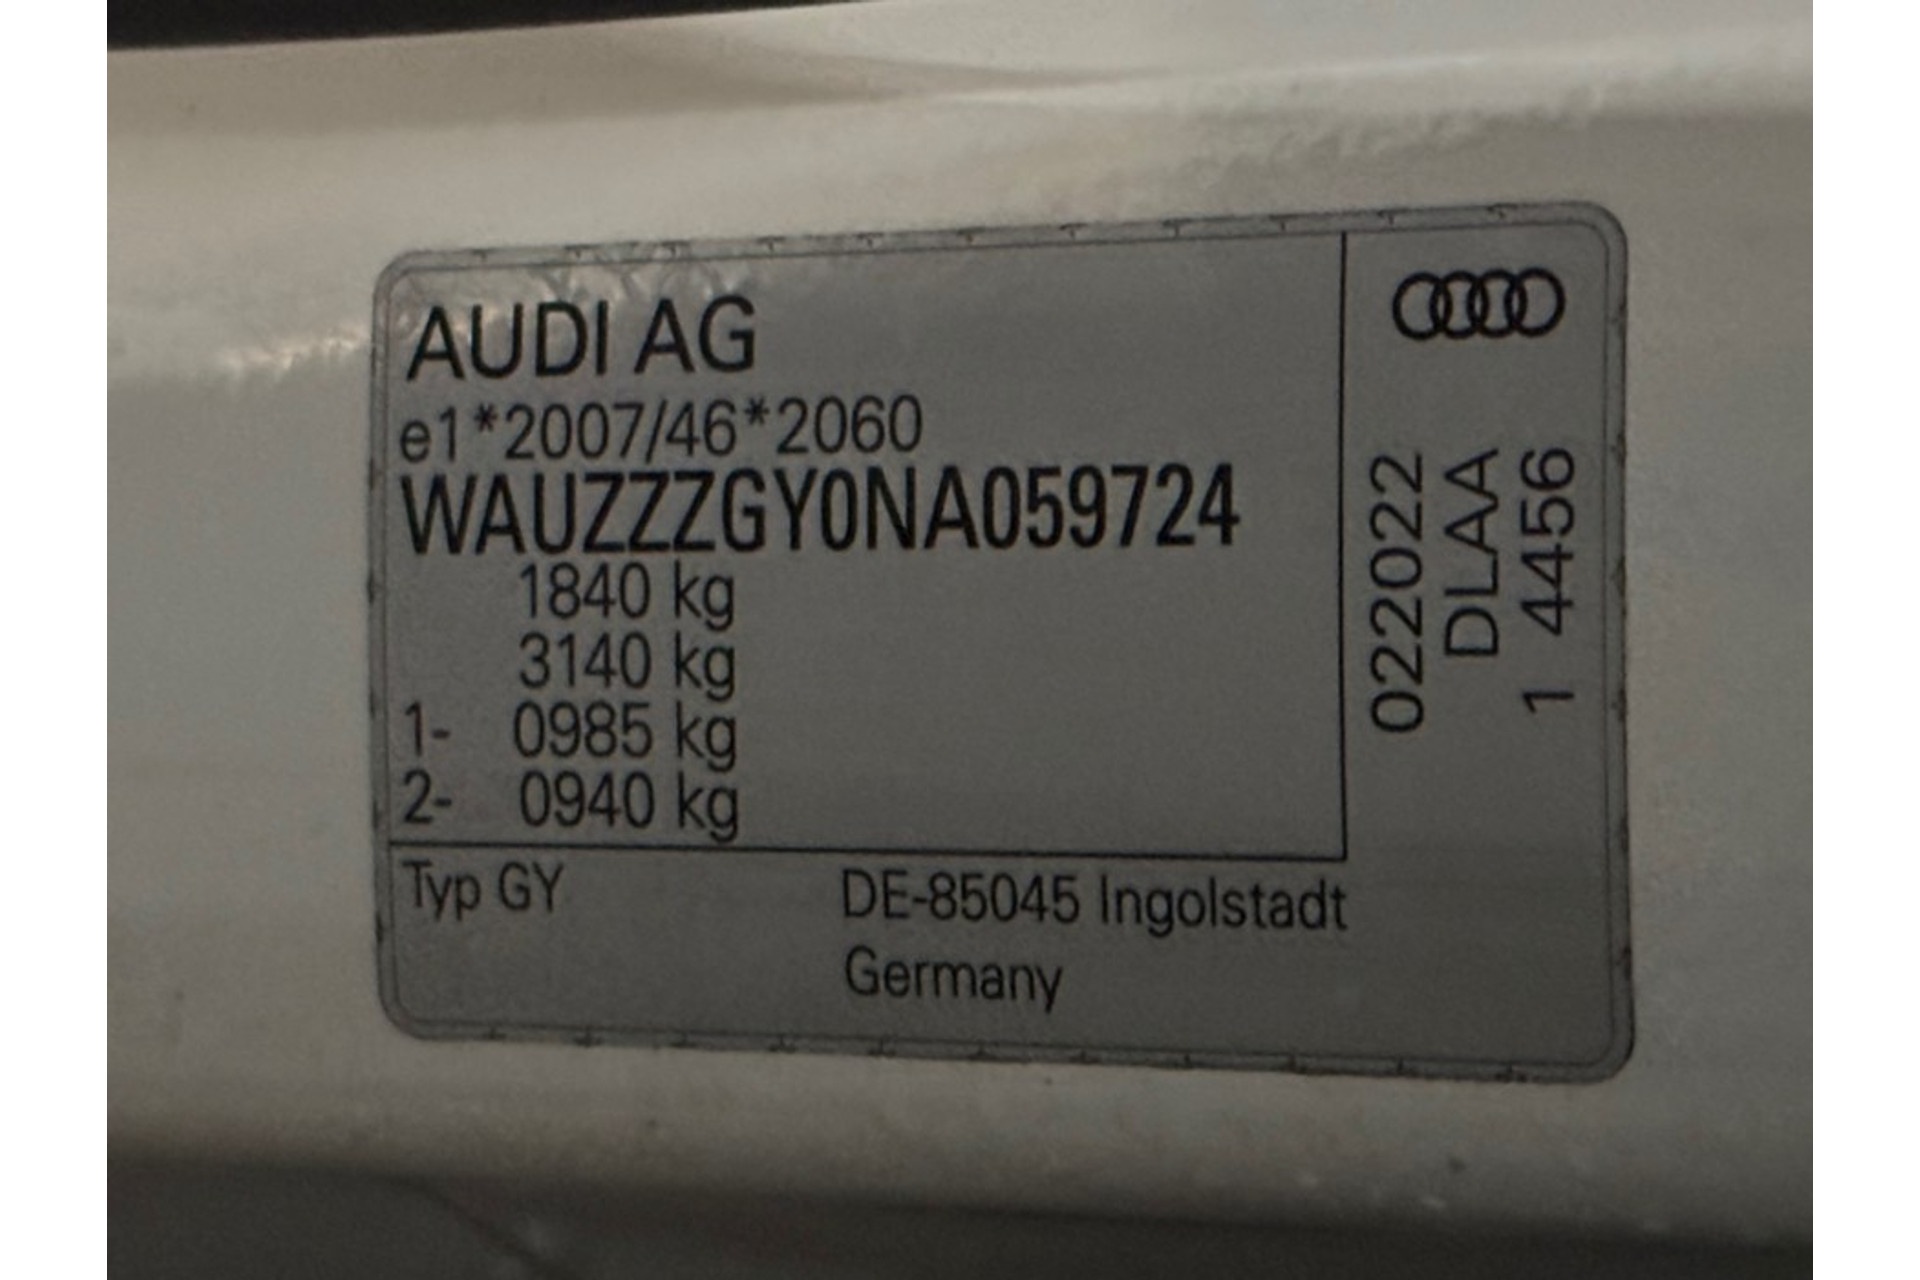 AUDI AG
e1*2007/46*2060
WAUZZZGY0NA059724
1840 kg
3140 kg
1- 0985 kg
2- 0940 kg
Typ GY
DE-85045 Ingolstadt
Germany
022022
DLAA
1 4456